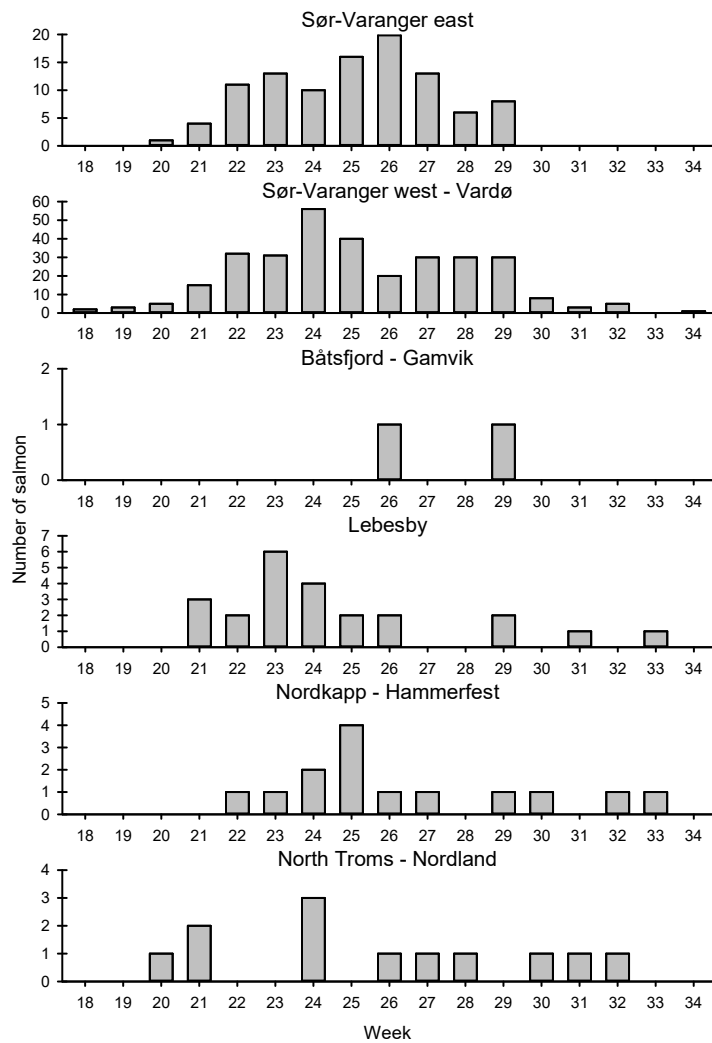 Sør-Varanger east
20
15
10
5
0
18 19 20 21 22 23 24 25 26 27 28 29 30 31 32 33 34
Sør-Varanger west - Vardø
60
50
40
30
20
10
0
18 19 20 21 22 23 24 25 26 27 28 29 30 31 32 33 34
Båtsfjord - Gamvik
2
1
0
18 19 20 21 22 23 24 25 26 27 28 29 30 31 32 33 34
Number of salmon
Lebesby
7
6
5
4
3
2
1
0
18 19 20 21 22 23 24 25 26 27 28 29 30 31 32 33 34
Nordkapp - Hammerfest
5
4
3
2
1
0
18 19 20 21 22 23 24 25 26 27 28 29 30 31 32 33 34
North Troms - Nordland
4
3
2
1
0
18 19 20 21 22 23 24 25 26 27 28 29 30 31 32 33 34
Week